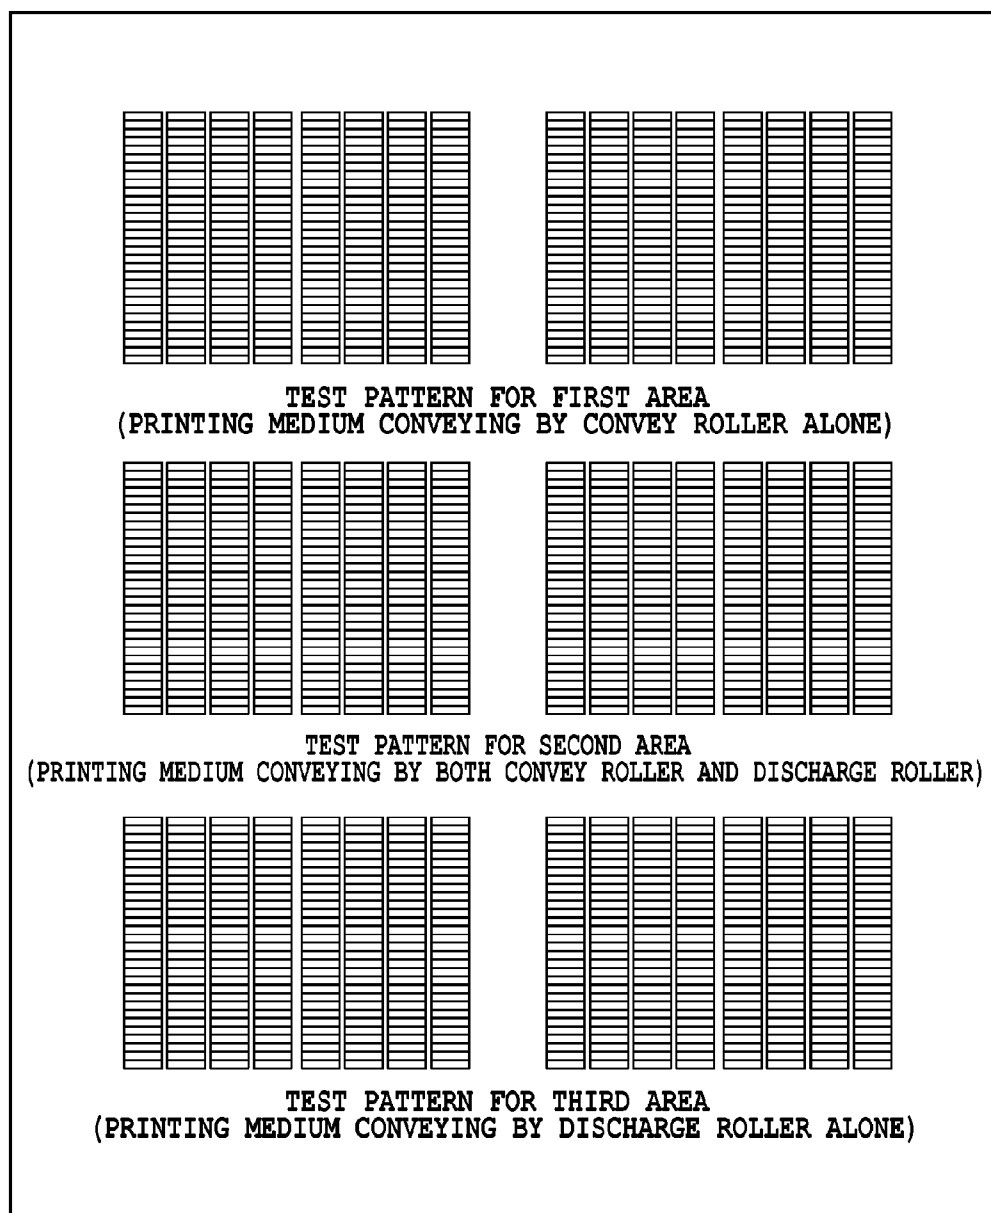 TEST PATTERN FOR FIRST AREA
(PRINTING MEDIUM CONVEYING BY CONVEY ROLLER ALONE)
TEST PATTERN FOR SECOND AREA
(PRINTING MEDIUM CONVEYING BY BOTH CONVEY ROLLER AND DISCHARGE ROLLER)
TEST PATTERN FOR THIRD AREA
(PRINTING MEDIUM CONVEYING BY DISCHARGE ROLLER ALONE)